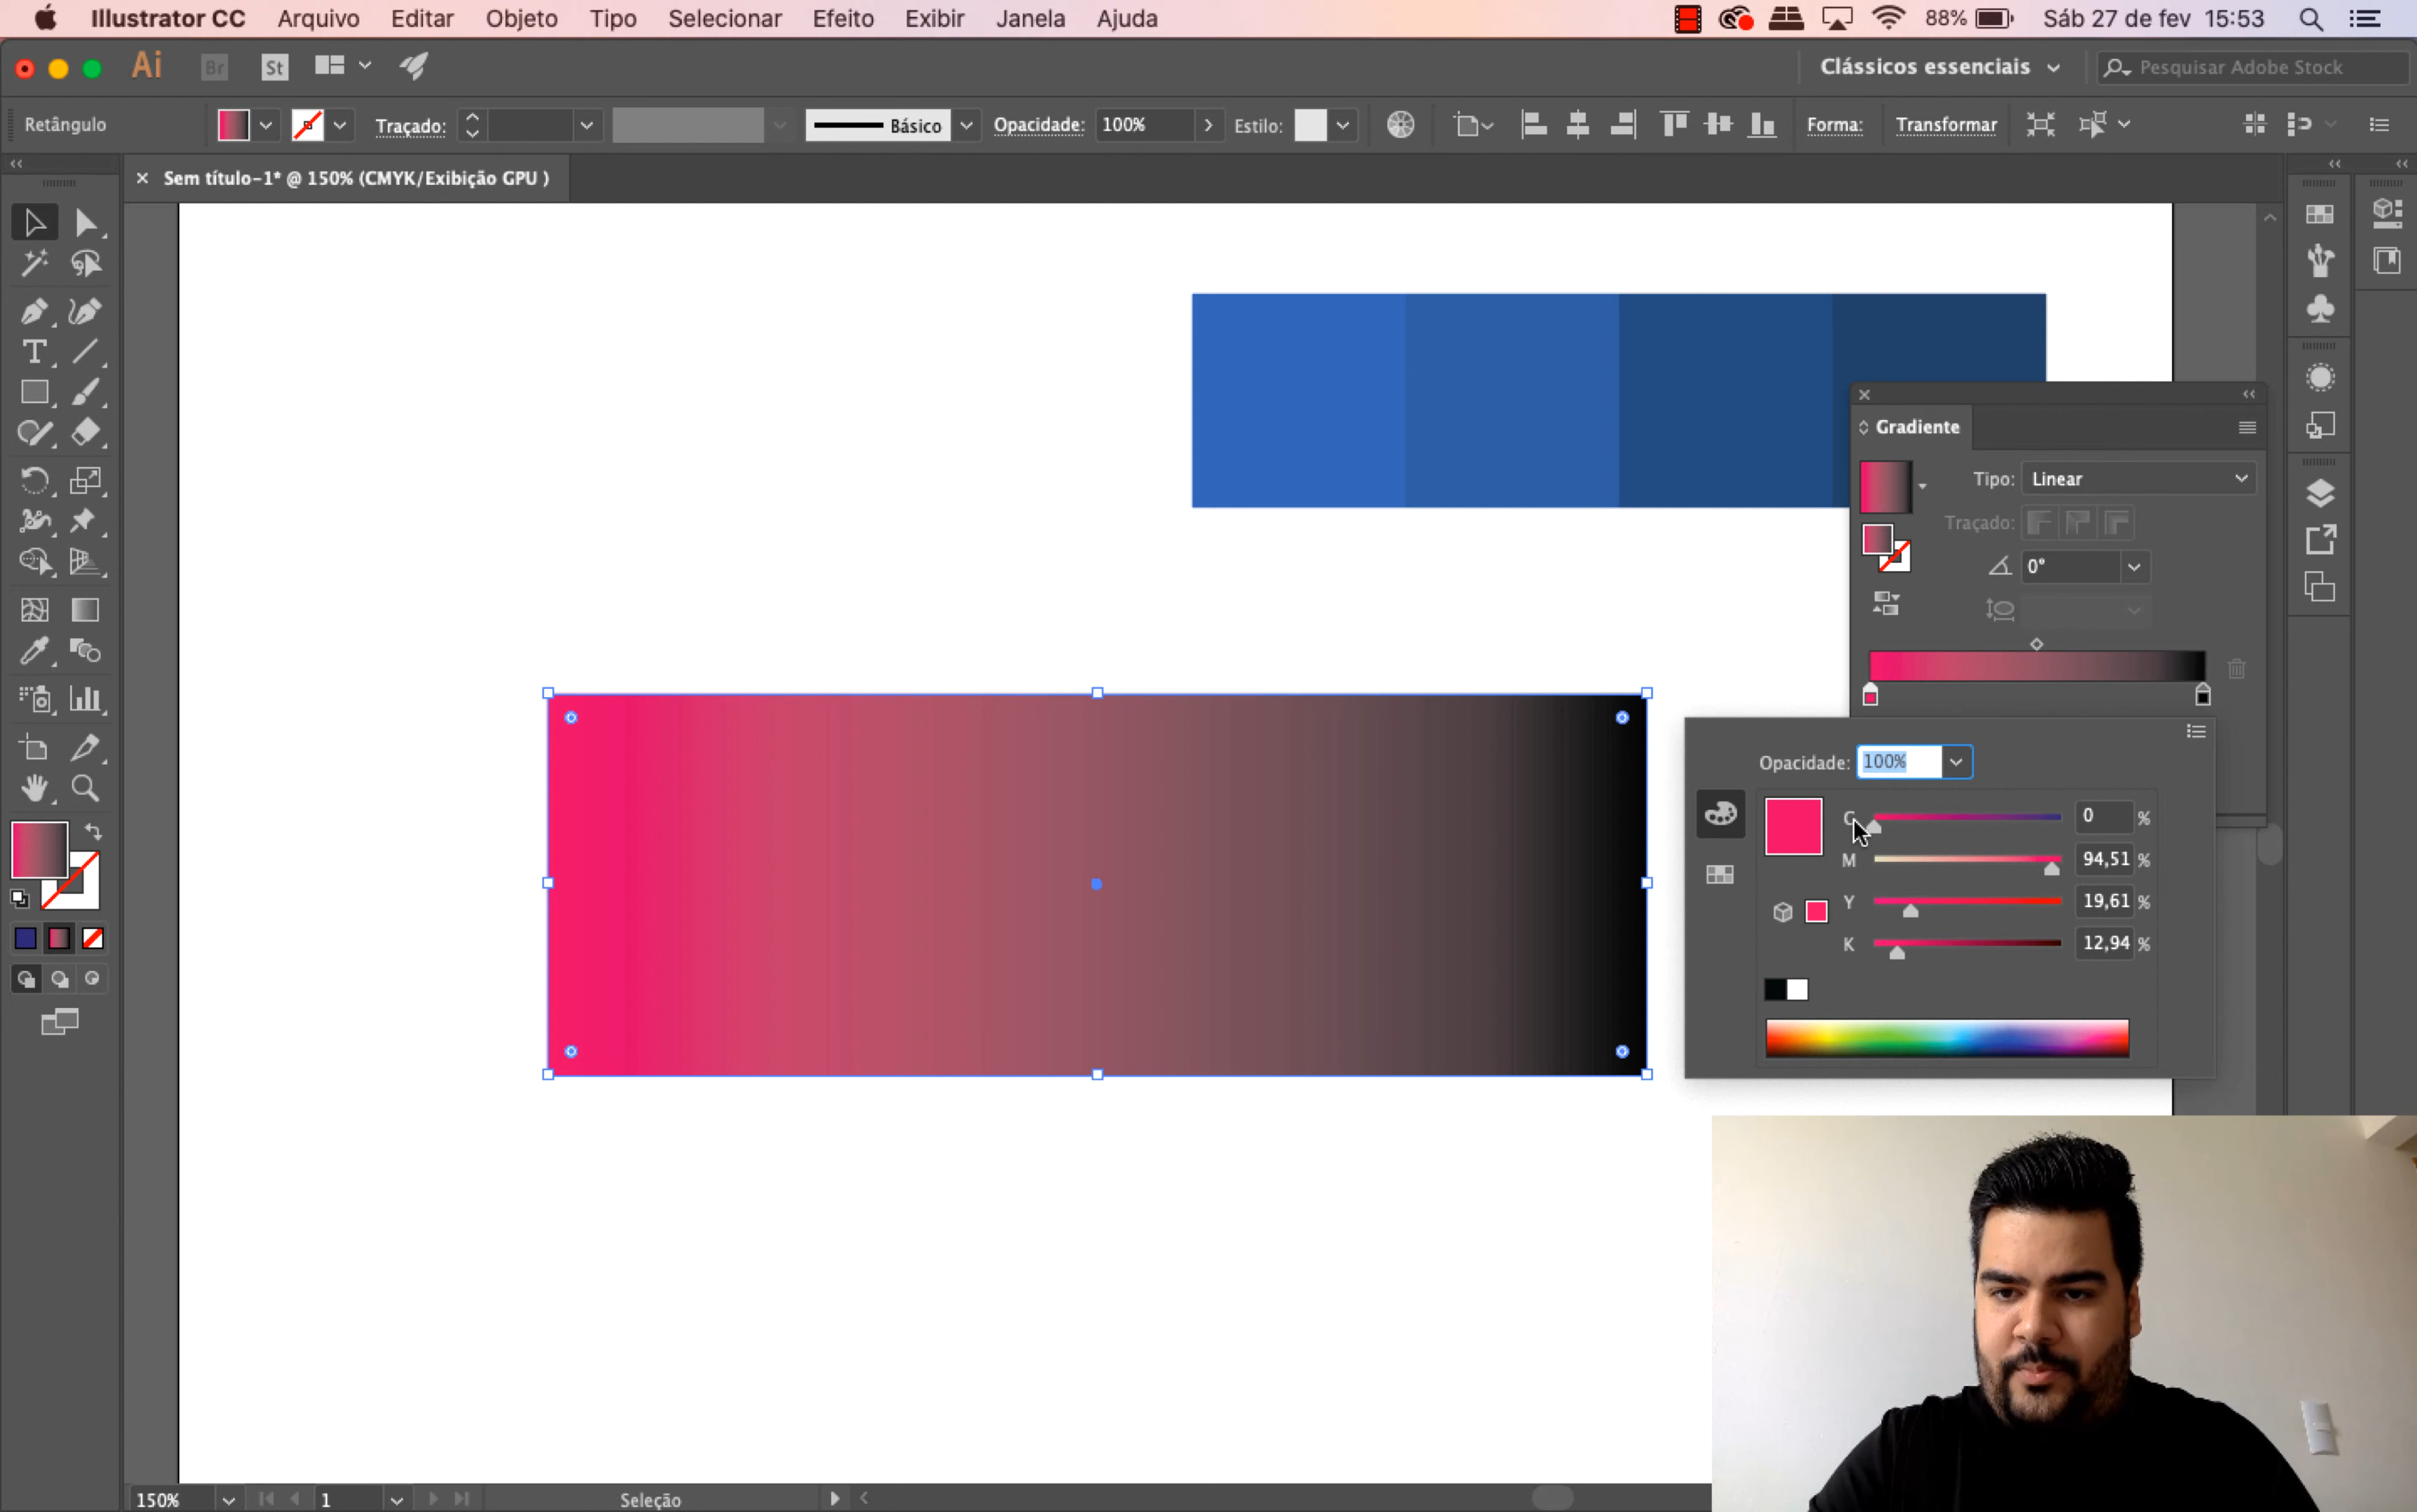 Illustrator CC Arquivo Editar Objeto Tipo Selecionar Efeito Exibir Janela Ajuda 88% Sáb 27 de fev 15:53
Ai Br St Clássicos essenciais Pesquisar Adobe Stock
Retângulo Traçado: Básico Opacidade: 100% Estilo: Forma: Transformar
× Sem título-1* @ 150% (CMYK/Exibição GPU )
Gradiente
Tipo: Linear
Traçado:
0°
Opacidade: 100%
C 0 %
M 94,51 %
Y 19,61 %
K 12,94 %
150% 1 Seleção